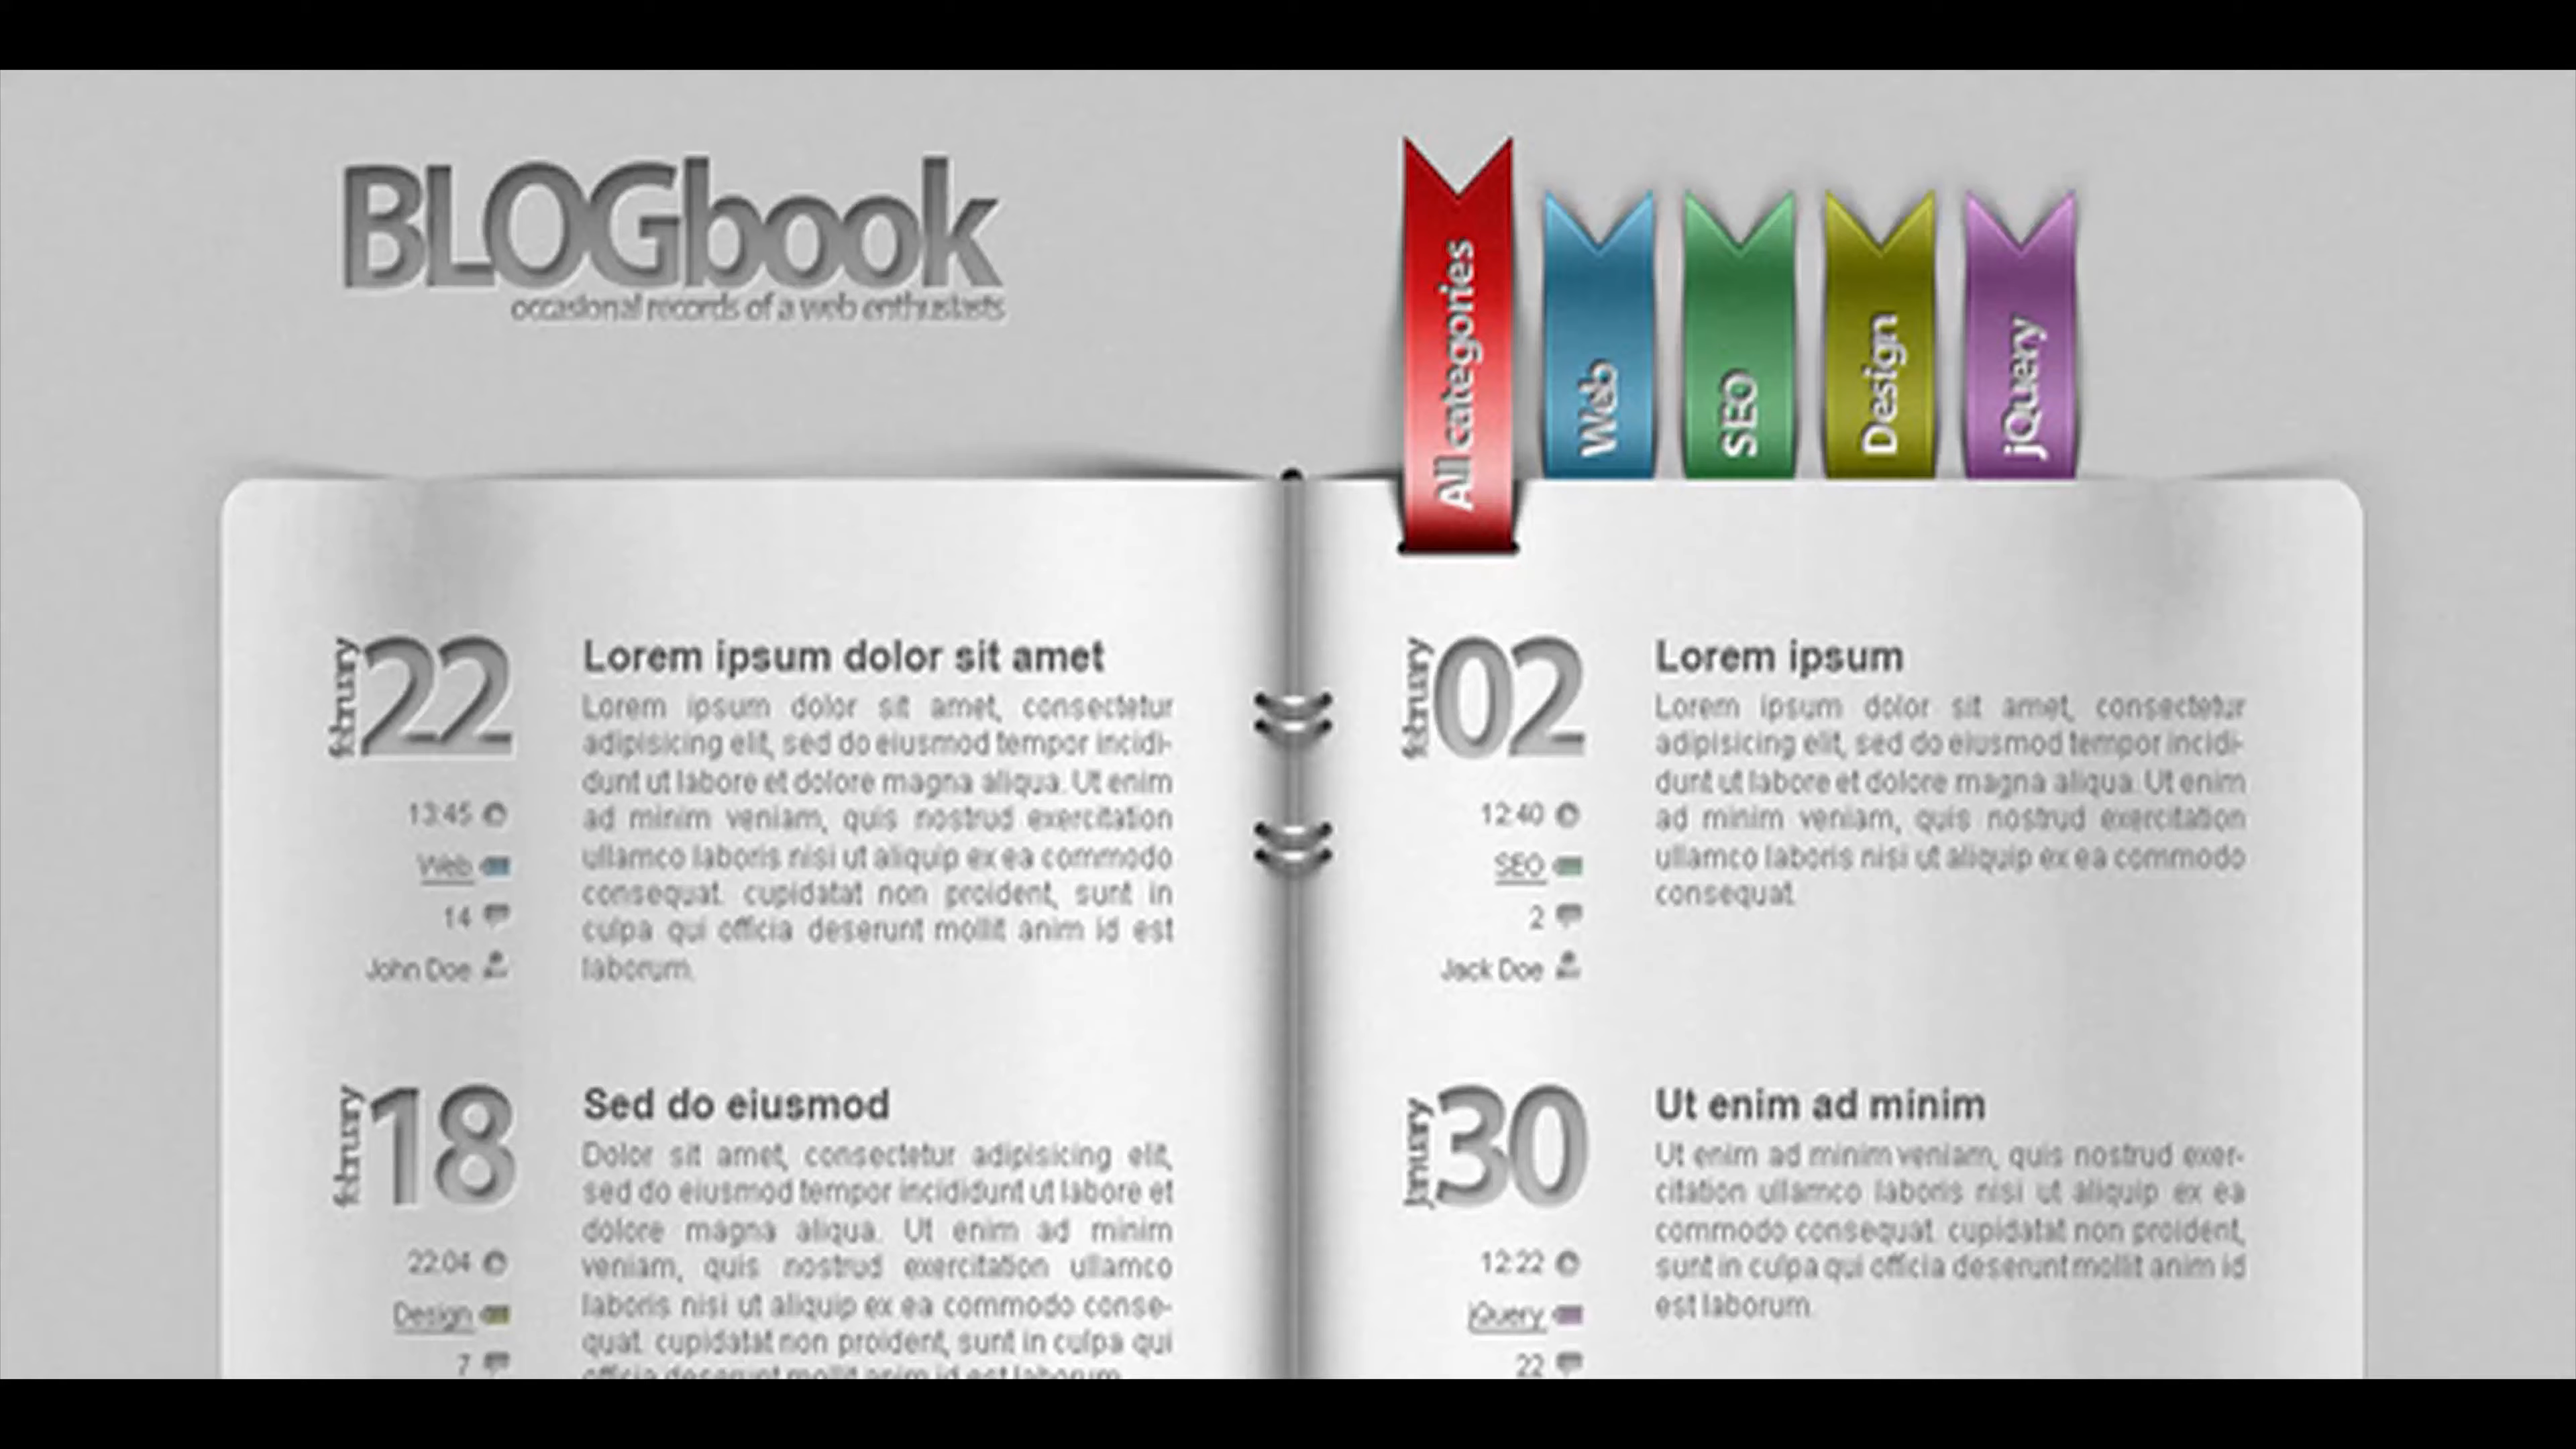 BLOGbook
occasional records of a web enthusiasts
All categories
Web
SEO
Design
jQuery
february
22
13:45
Web
14
John Doe
Lorem ipsum dolor sit amet
Lorem ipsum dolor sit amet, consectetur
adipisicing elit, sed do eiusmod tempor incidi-
dunt ut labore et dolore magna aliqua. Ut enim
ad minim veniam, quis nostrud exercitation
ullamco laboris nisi ut aliquip ex ea commodo
consequat. cupidatat non proident, sunt in
culpa qui officia deserunt mollit anim id est
laborum.
february
18
22:04
Design
7
Sed do eiusmod
Dolor sit amet, consectetur adipisicing elit,
sed do eiusmod tempor incididunt ut labore et
dolore magna aliqua. Ut enim ad minim
veniam, quis nostrud exercitation ullamco
laboris nisi ut aliquip ex ea commodo conse-
quat. cupidatat non proident, sunt in culpa qui
officia deserunt mollit anim id est laborum.
february
02
12:40
SEO
2
Jack Doe
Lorem ipsum
Lorem ipsum dolor sit amet, consectetur
adipisicing elit, sed do eiusmod tempor incidi-
dunt ut labore et dolore magna aliqua. Ut enim
ad minim veniam, quis nostrud exercitation
ullamco laboris nisi ut aliquip ex ea commodo
consequat.
january
30
12:22
jQuery
22
Ut enim ad minim
Ut enim ad minim veniam, quis nostrud exer-
citation ullamco laboris nisi ut aliquip ex ea
commodo consequat. cupidatat non proident,
sunt in culpa qui officia deserunt mollit anim id
est laborum.